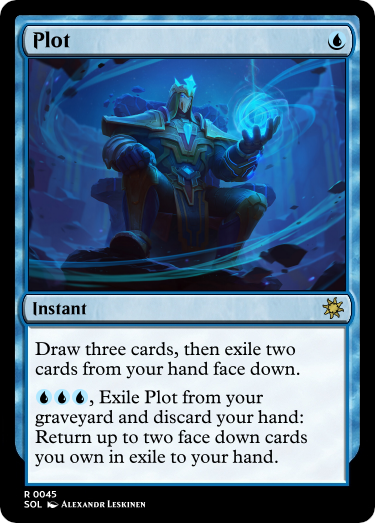 Plot
Instant
Draw three cards, then exile two
cards from your hand face down.
, Exile Plot from your
graveyard and discard your hand:
Return up to two face down cards
you own in exile to your hand.
R 0045
SOL Alexandr Leskinen